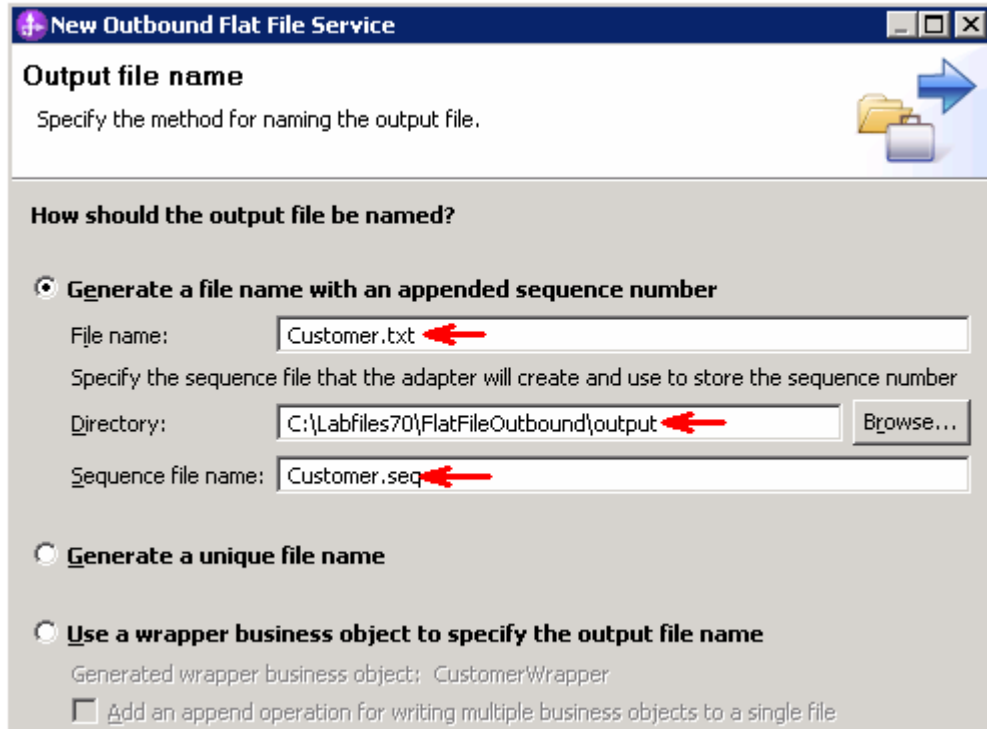 New Outbound Flat File Service
Output file name
Specify the method for naming the output file.
How should the output file be named?
Generate a file name with an appended sequence number
File name: Customer.txt
Specify the sequence file that the adapter will create and use to store the sequence number
Directory: C:\Labfiles70\FlatFileOutbound\output Browse...
Sequence file name: Customer.seq
Generate a unique file name
Use a wrapper business object to specify the output file name
Generated wrapper business object: CustomerWrapper
Add an append operation for writing multiple business objects to a single file